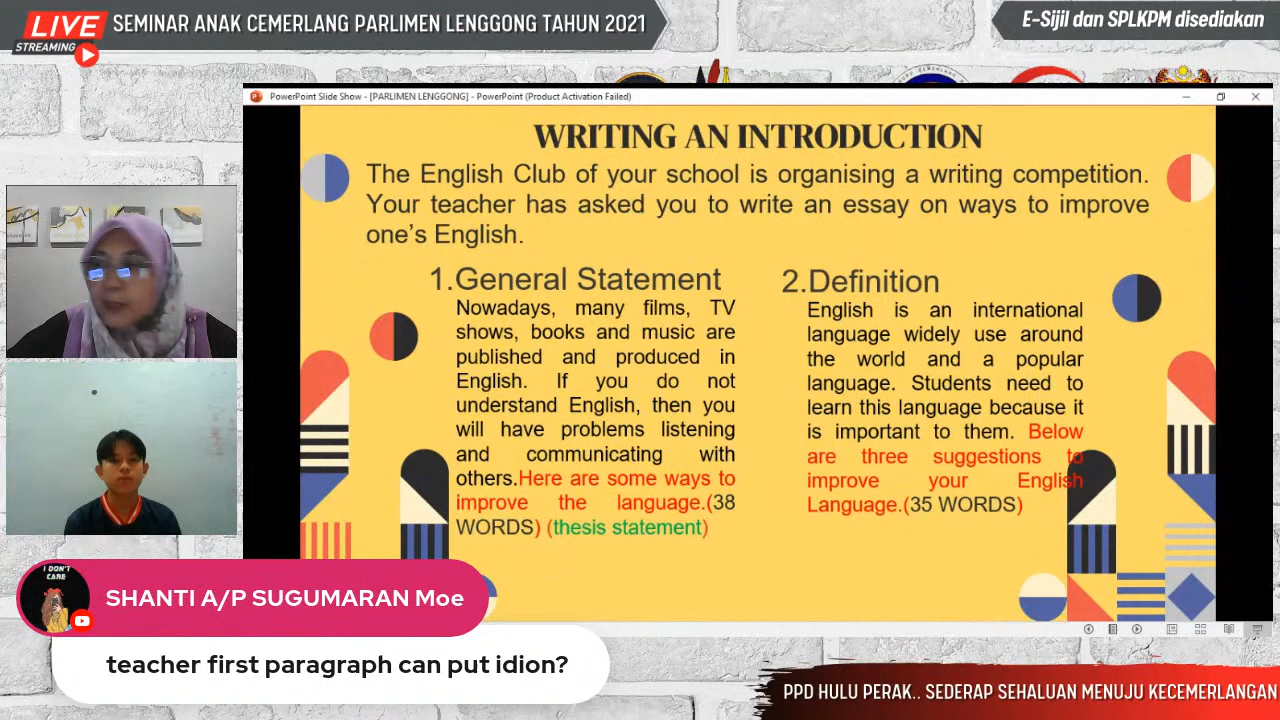 LIVE
STREAMING
SEMINAR ANAK CEMERLANG PARLIMEN LENGGONG TAHUN 2021
E-Sijil dan SPLKPM disediakan
PowerPoint Slide Show - [PARLIMEN LENGGONG] - PowerPoint (Product Activation Failed)
WRITING AN INTRODUCTION
The English Club of your school is organising a writing competition.
Your teacher has asked you to write an essay on ways to improve
one's English.
1.General Statement
Nowadays, many films, TV
shows, books and music are
published and produced in
English. If you do not
understand English, then you
will have problems listening
and communicating with
others.Here are some ways to
improve the language.(38
WORDS) (thesis statement)
2.Definition
English is an international
language widely use around
the world and a popular
language. Students need to
learn this language because it
is important to them. Below
are three suggestions to
improve your English
Language.(35 WORDS)
I DON'T
CARE
SHANTI A/P SUGUMARAN Moe
teacher first paragraph can put idion?
PPD HULU PERAK.. SEDERAP SEHALUAN MENUJU KECEMERLANGAN